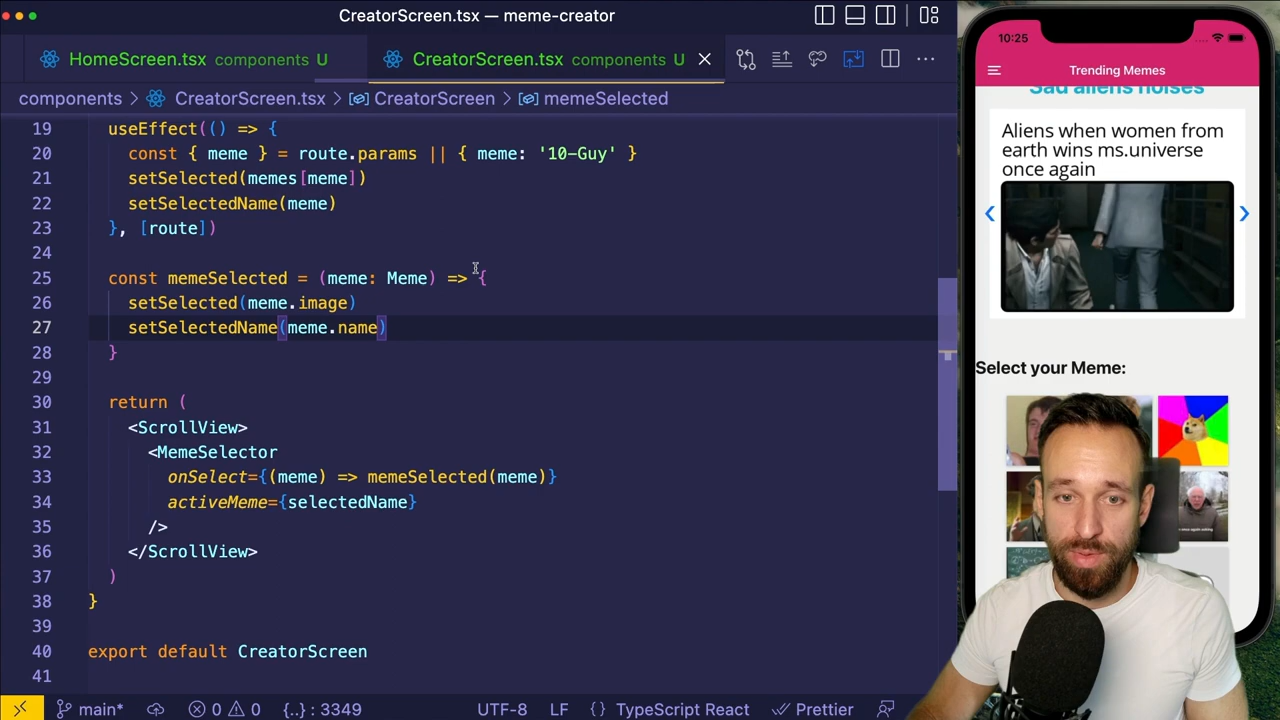 CreatorScreen.tsx — meme-creator
HomeScreen.tsx components U
CreatorScreen.tsx components U
components > CreatorScreen.tsx > CreatorScreen > memeSelected
19 useEffect(() => {
20 const { meme } = route.params || { meme: '10-Guy' }
21 setSelected(memes[meme])
22 setSelectedName(meme)
23 }, [route])
24
25 const memeSelected = (meme: Meme) => {
26 setSelected(meme.image)
27 setSelectedName(meme.name)
28 }
29
30 return (
31 <ScrollView>
32 <MemeSelector
33 onSelect={(meme) => memeSelected(meme)}
34 activeMeme={selectedName}
35 />
36 </ScrollView>
37 )
38 }
39
40 export default CreatorScreen
41
main* 0 0 {..} : 3349 UTF-8 LF {} TypeScript React Prettier
10:25
Trending Memes
Sad aliens noises
Aliens when women from
earth wins ms.universe
once again
Select your Meme: